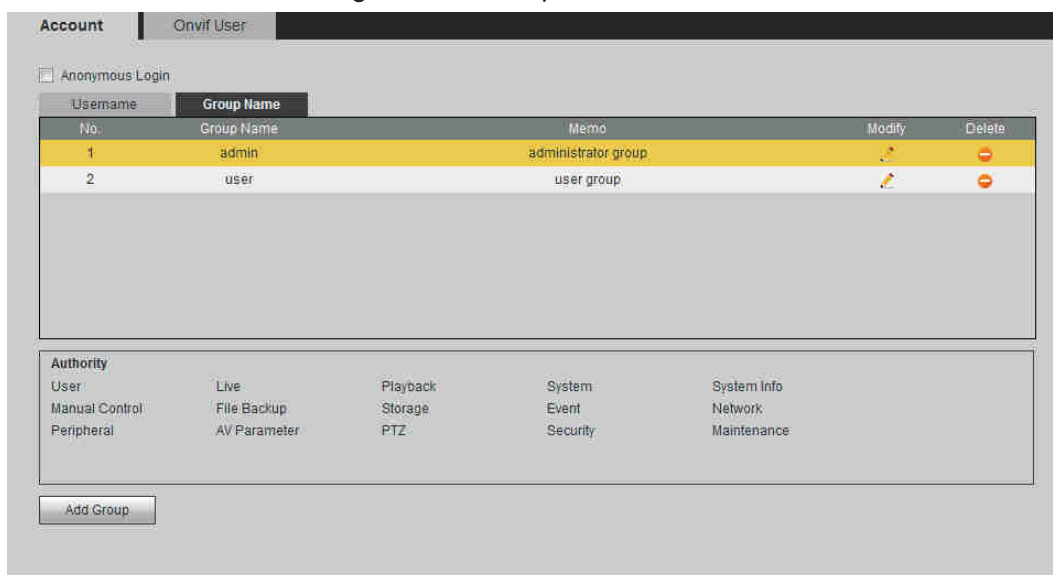 Account Onvif User
Anonymous Login
Username Group Name
No. Group Name Memo Modify Delete
1 admin administrator group
2 user user group
Authority
User Live Playback System System Info
Manual Control File Backup Storage Event Network
Peripheral AV Parameter PTZ Security Maintenance
Add Group